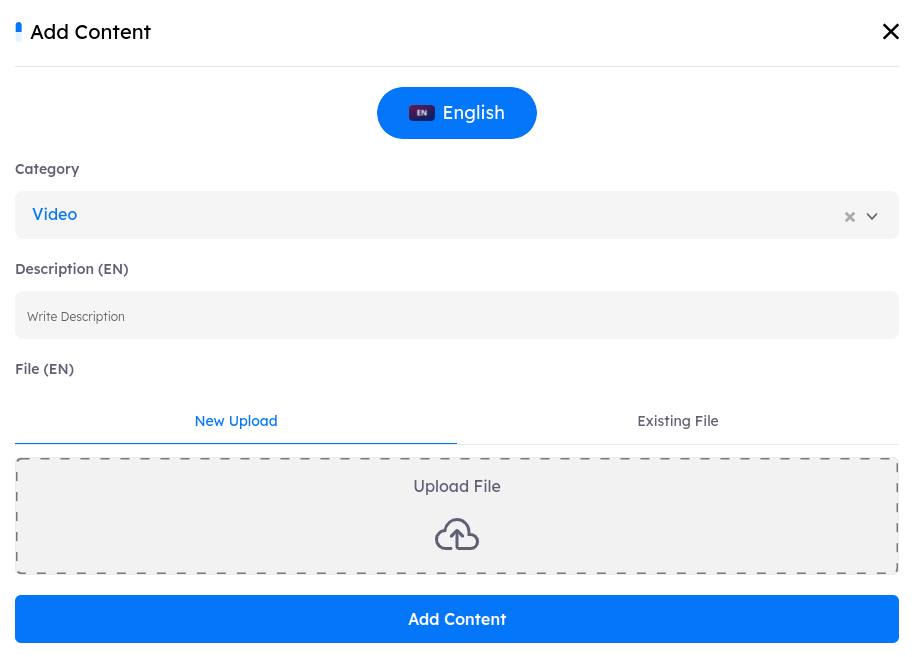 Add Content
EN English
Category
Video
Description (EN)
Write Description
File (EN)
New Upload
Existing File
Upload File
Add Content